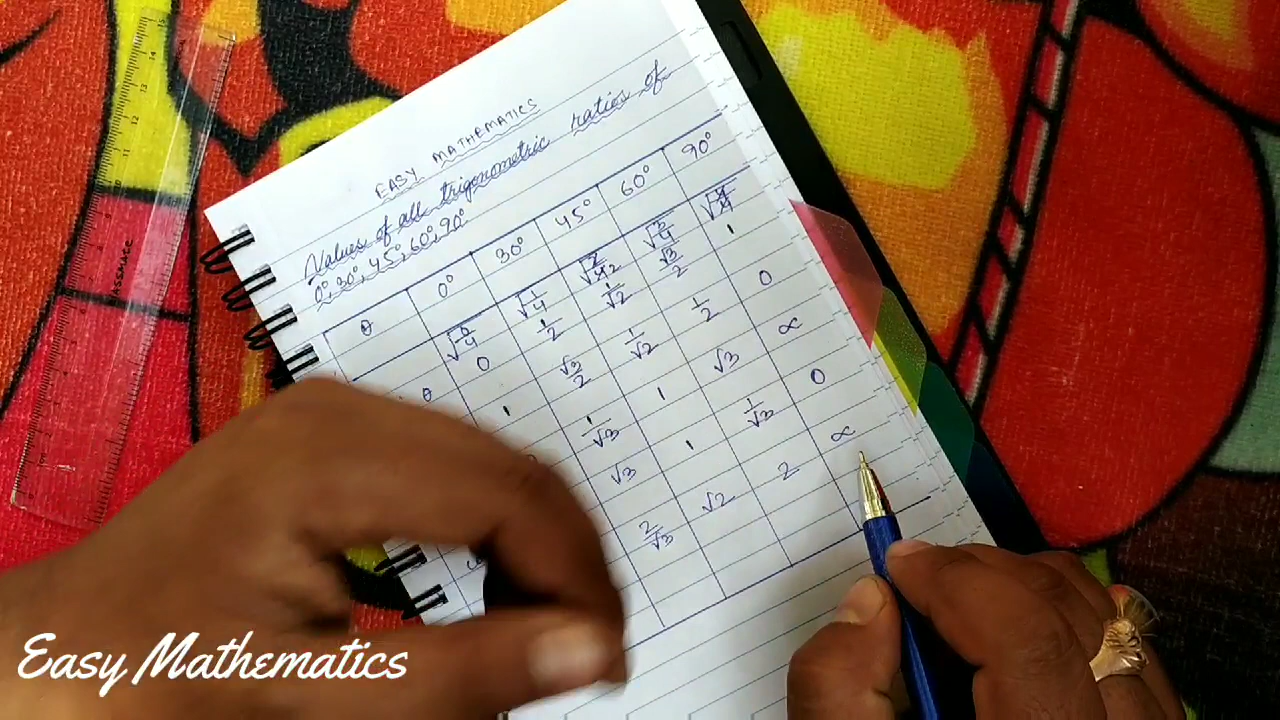 EASY MATHEMATICS
Values of all trigonometric ratios of
0°, 30°, 45°, 60°, 90°
θ 0° 30° 45° 60° 90°
θ √0/4 √1/4 √2/4 2 √3/4 √4/4
0 1/2 1/√2 √3/2 1
1 √3/2 1/√2 1/2 0
1/√3 1 √3 ∝
√3 1 1/√3 0
2/√3 √2 2 ∝
Easy Mathematics
ASSMACE